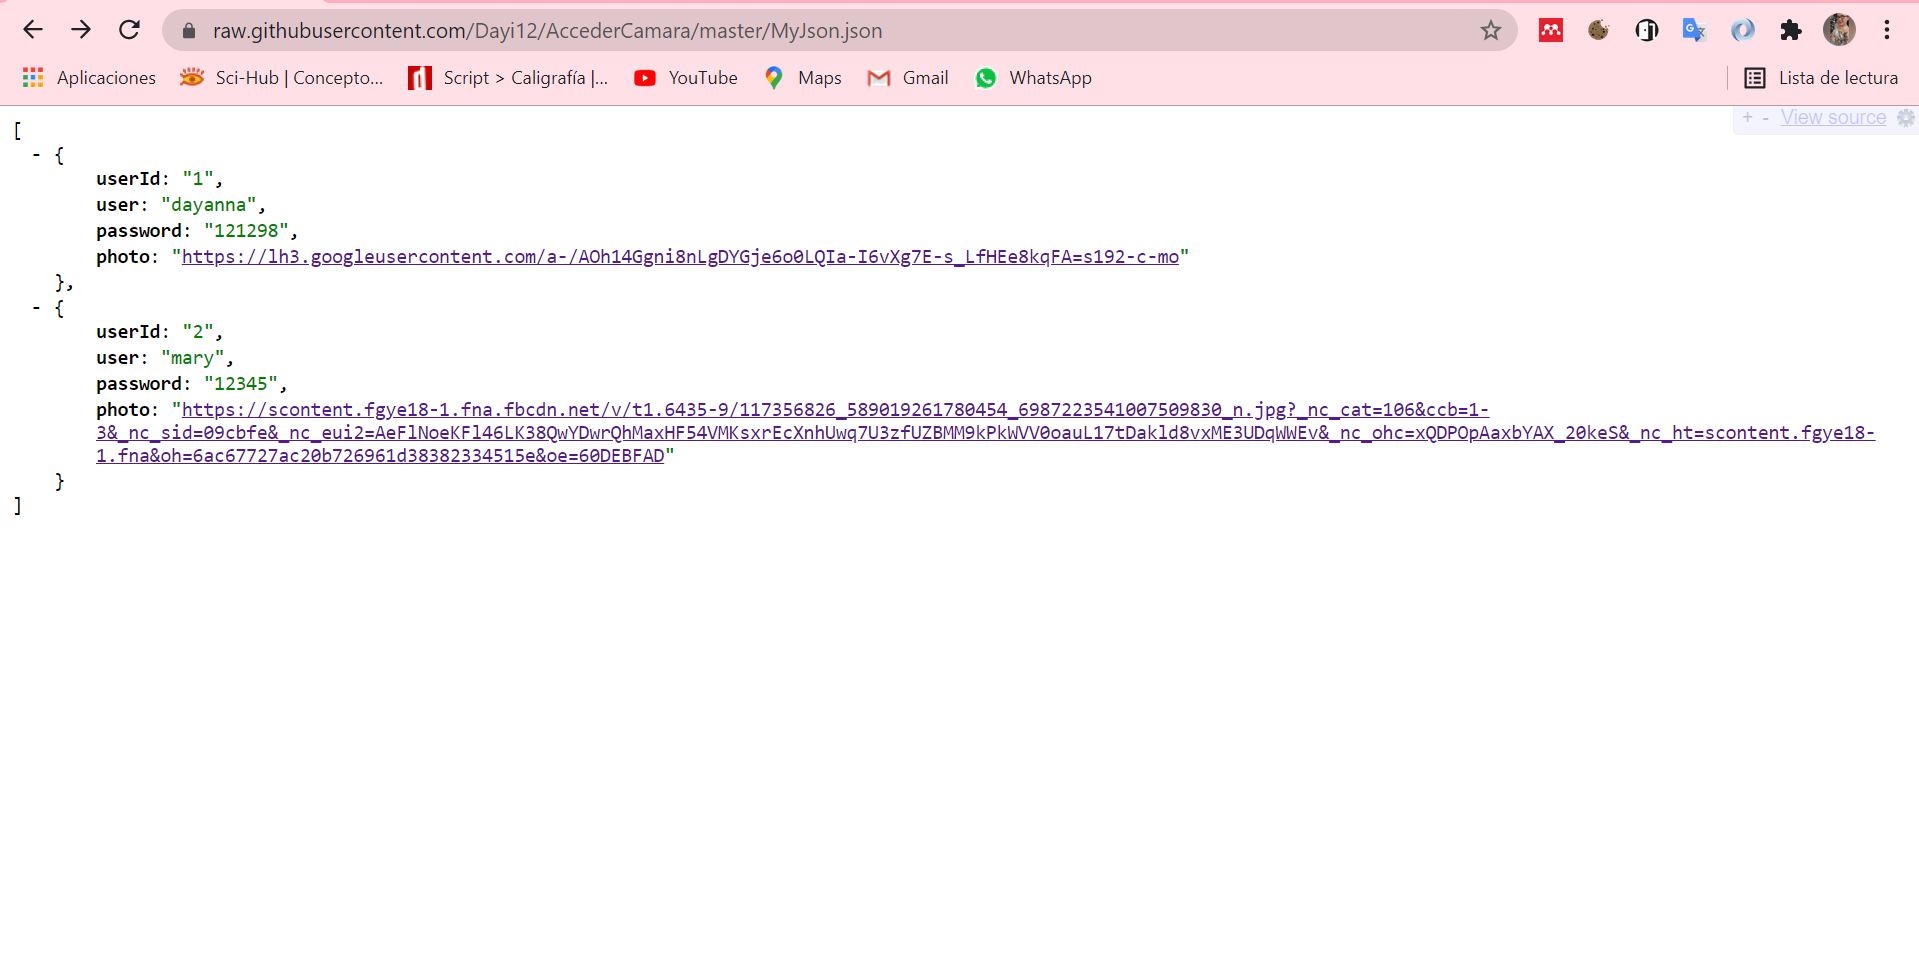 raw.githubusercontent.com/Dayi12/AccederCamara/master/MyJson.json
Aplicaciones Sci-Hub | Concepto... Script > Caligrafía |... YouTube Maps Gmail WhatsApp Lista de lectura
+ - View source
[
- {
userId: "1",
user: "dayanna",
password: "121298",
photo: "https://lh3.googleusercontent.com/a-/AOh14Ggni8nLgDYGje6o0LQIa-I6vXg7E-s_LfHEe8kqFA=s192-c-mo"
},
- {
userId: "2",
user: "mary",
password: "12345",
photo: "https://scontent.fgye18-1.fna.fbcdn.net/v/t1.6435-9/117356826_589019261780454_6987223541007509830_n.jpg?_nc_cat=106&ccb=1-
3&_nc_sid=09cbfe&_nc_eui2=AeFlNoeKFl46LK38QwYDwrQhMaxHF54VMKsxrEcXnhUwq7U3zfUZBMM9kPkWVV0oauL17tDakld8vxME3UDqWWEv&_nc_ohc=xQDPOpAaxbYAX_20keS&_nc_ht=scontent.fgye18-
1.fna&oh=6ac67727ac20b726961d38382334515e&oe=60DEBFAD"
}
]